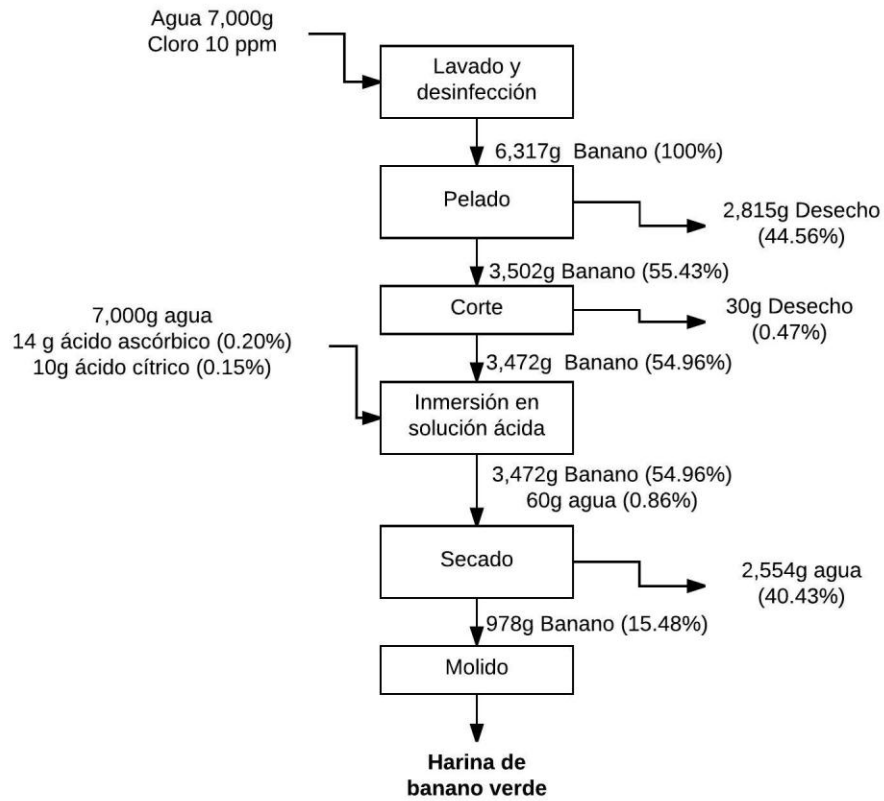 Agua 7,000g
Cloro 10 ppm
Lavado y
desinfección
6,317g Banano (100%)
Pelado
2,815g Desecho
(44.56%)
3,502g Banano (55.43%)
Corte
30g Desecho
(0.47%)
7,000g agua
14 g ácido ascórbico (0.20%)
10g ácido cítrico (0.15%)
3,472g Banano (54.96%)
Inmersión en
solución ácida
3,472g Banano (54.96%)
60g agua (0.86%)
Secado
2,554g agua
(40.43%)
978g Banano (15.48%)
Molido
Harina de
banano verde